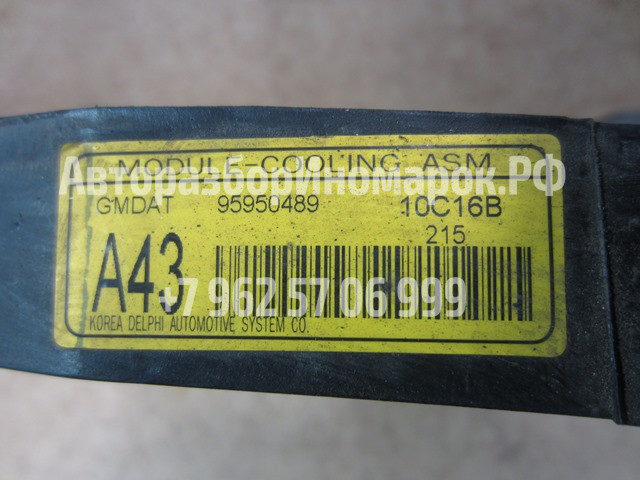 MODULE-COOLING ASM
АвторазборИномарок.РФ
GMDAT 95950489 10C16B
215
A43
+7 962 57 06 999
KOREA DELPHI AUTOMOTIVE SYSTEM CO.